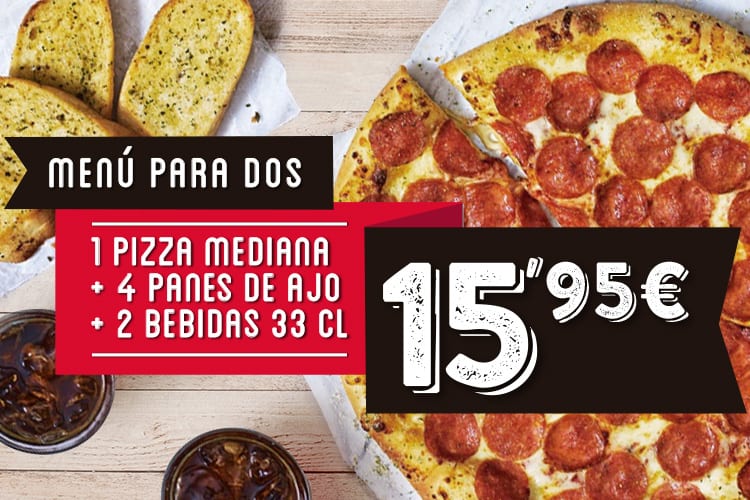 MENÚ PARA DOS
1 PIZZA MEDIANA
+ 4 PANES DE AJO
+ 2 BEBIDAS 33 CL
15'95€